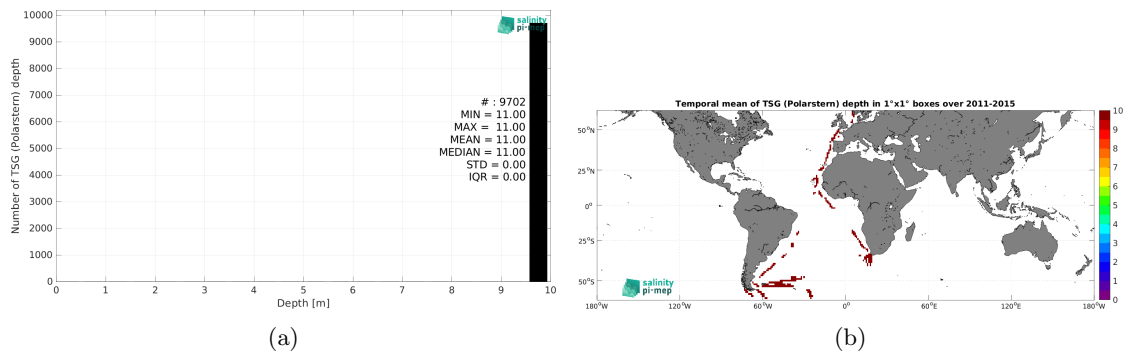 10000
9000
8000
7000
6000
5000
4000
3000
2000
1000
0
Number of TSG (Polarstern) depth
salinity
pi-mep
# : 9702
MIN = 11.00
MAX = 11.00
MEAN = 11.00
MEDIAN = 11.00
STD = 0.00
IQR = 0.00
0 1 2 3 4 5 6 7 8 9 10
Depth [m]
(a)
Temporal mean of TSG (Polarstern) depth in 1°x1° boxes over 2011-2015
50°N
25°N
0°
25°S
50°S
180°W 120°W 60°W 0° 60°E 120°E 180°W
salinity
pi-mep
10
9
8
7
6
5
4
3
2
1
0
(b)